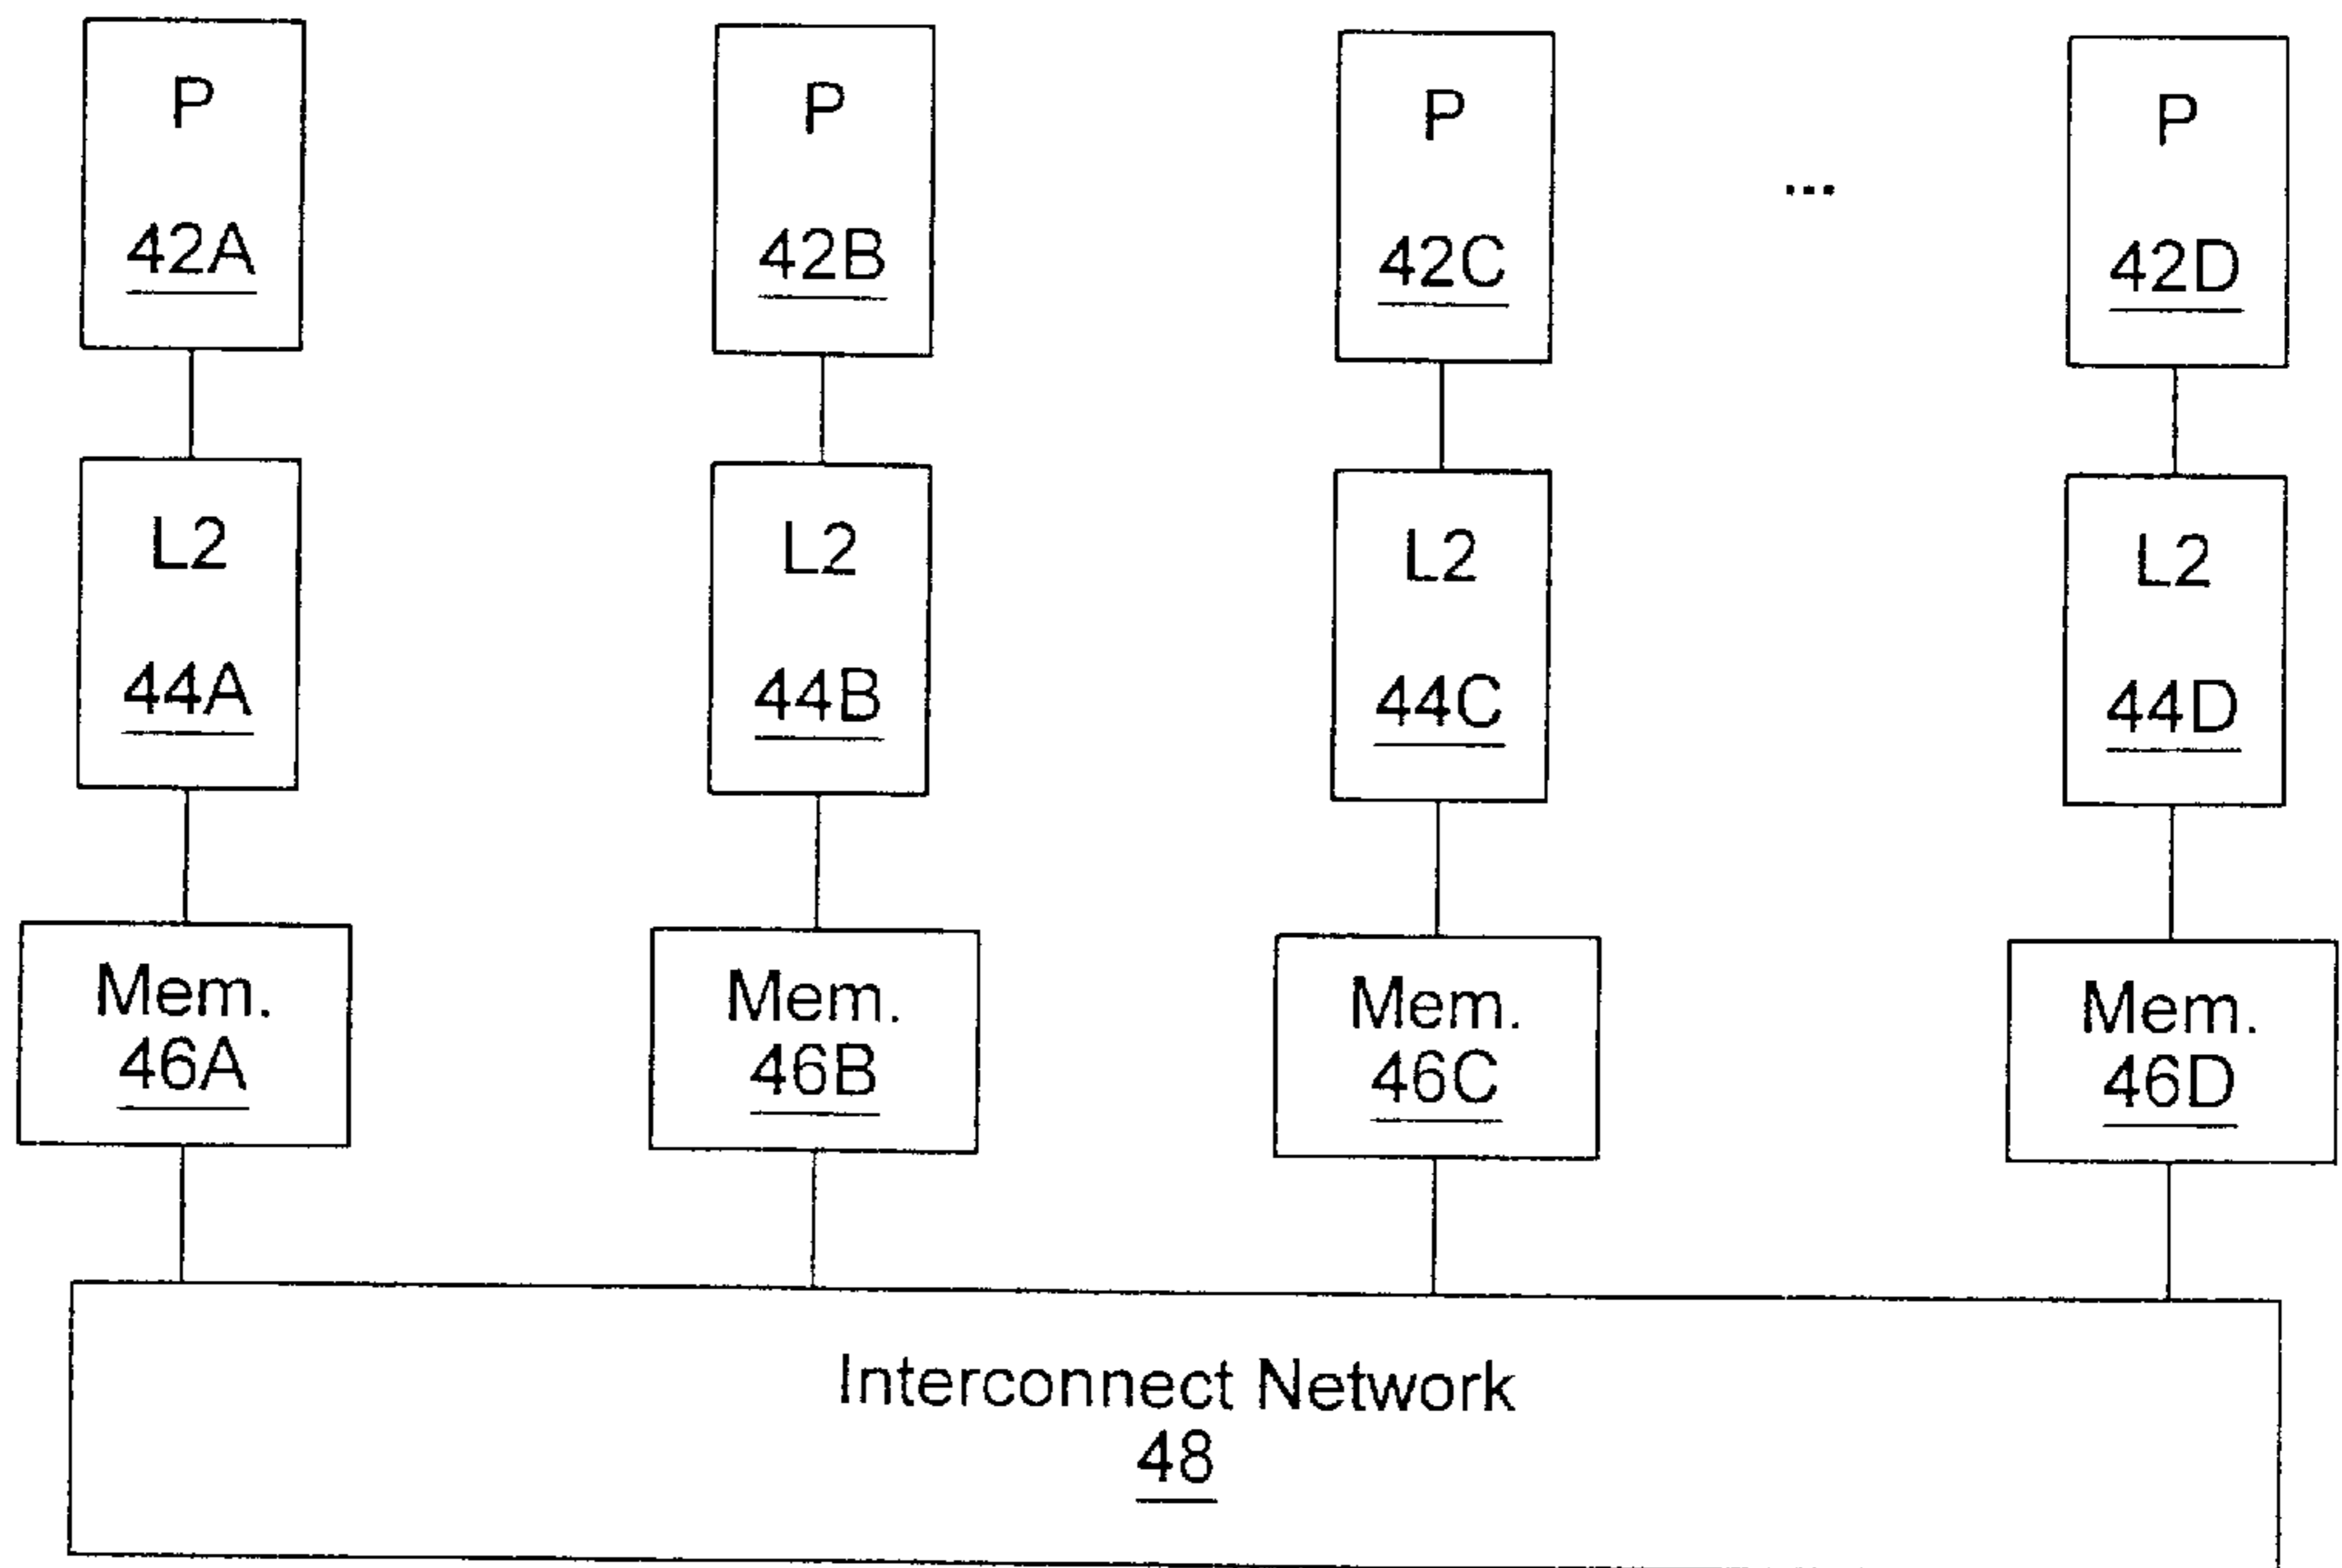 P
42A
P
42B
P
42C
...
P
42D
L2
44A
L2
44B
L2
44C
L2
44D
Mem.
46A
Mem.
46B
Mem.
46C
Mem.
46D
Interconnect Network
48